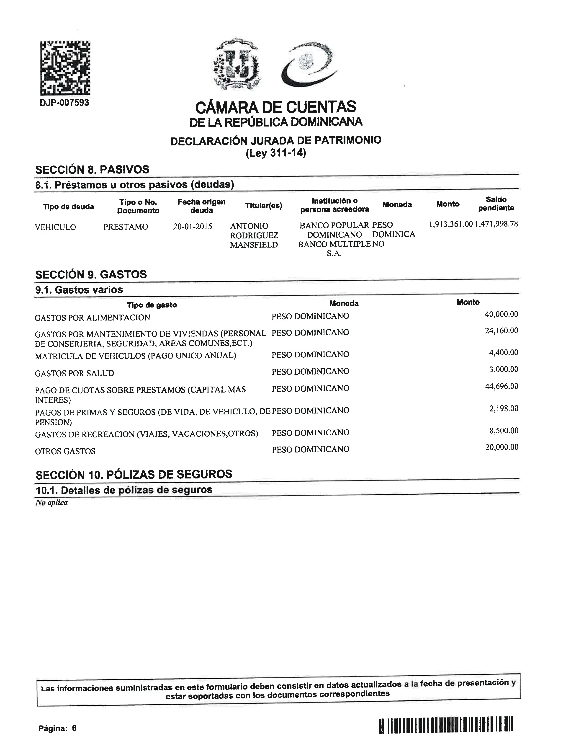 DJP-007593
CÁMARA DE CUENTAS
DE LA REPÚBLICA DOMINICANA
DECLARACIÓN JURADA DE PATRIMONIO
(Ley 311-14)
SECCIÓN 8. PASIVOS
8.1. Préstamos u otros pasivos (deudas)
Tipo de deuda Tipo o No. Documento Fecha origen deuda Titular(es) Institución o persona acreedora Moneda Monto Saldo pendiente
VEHICULO PRESTAMO 20-01-2015 ANTONIO BANCO POPULAR PESO 1,913,361.00 1,471,998.78
RODRIGUEZ DOMINICANO DOMINICA
MANSFIELD BANCO MULTIPLE NO
S.A.
SECCIÓN 9. GASTOS
9.1. Gastos varios
Tipo de gasto Moneda Monto
GASTOS POR ALIMENTACION PESO DOMINICANO 40,000.00
GASTOS POR MANTENIMIENTO DE VIVIENDAS (PERSONAL PESO DOMINICANO 24,160.00
DE CONSERJERIA, SEGURIDAD, AREAS COMUNES,ECT.)
MATRICULA DE VEHICULOS (PAGO UNICO ANUAL) PESO DOMINICANO 4,400.00
GASTOS POR SALUD PESO DOMINICANO 3,000.00
PAGO DE CUOTAS SOBRE PRESTAMOS (CAPITAL MAS PESO DOMINICANO 44,696.00
INTERES)
PAGOS DE PRIMAS Y SEGUROS (DE VIDA, DE VEHICULO, DE PESO DOMINICANO 2,198.00
PENSION)
GASTOS DE RECREACION (VIAJES, VACACIONES,OTROS) PESO DOMINICANO 8,500.00
OTROS GASTOS PESO DOMINICANO 20,000.00
SECCIÓN 10. PÓLIZAS DE SEGUROS
10.1. Detalles de pólizas de seguros
No aplica
Las informaciones suministradas en este formulario deben consistir en datos actualizados a la fecha de presentación y
estar soportadas con los documentos correspondientes
Página: 6